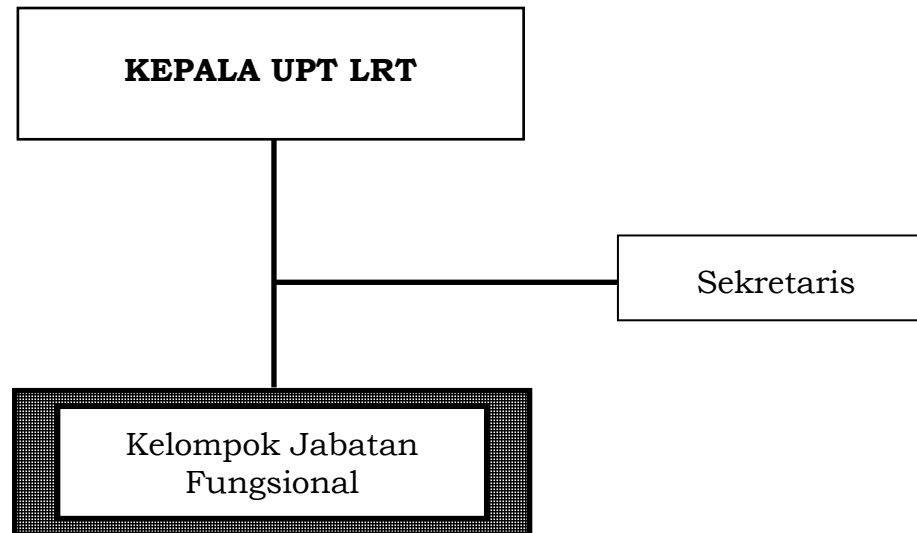 KEPALA UPT LRT
Sekretaris
Kelompok Jabatan
Fungsional